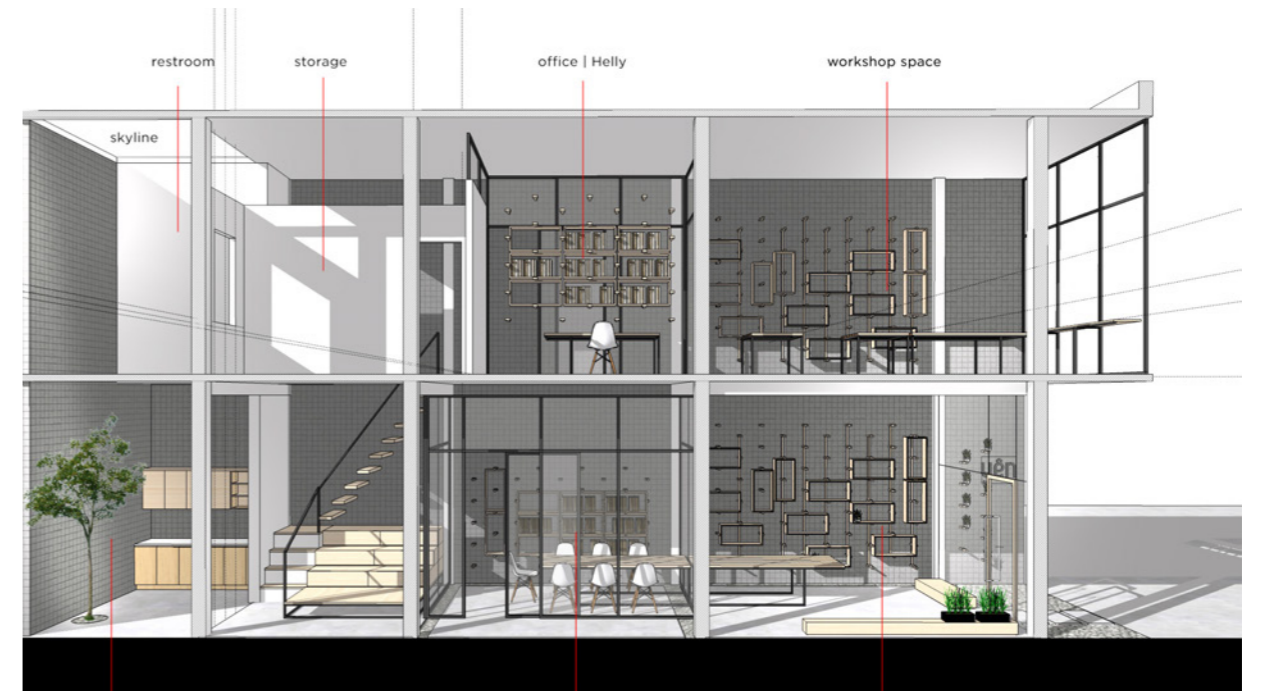 restroom
storage
office | Helly
workshop space
skyline